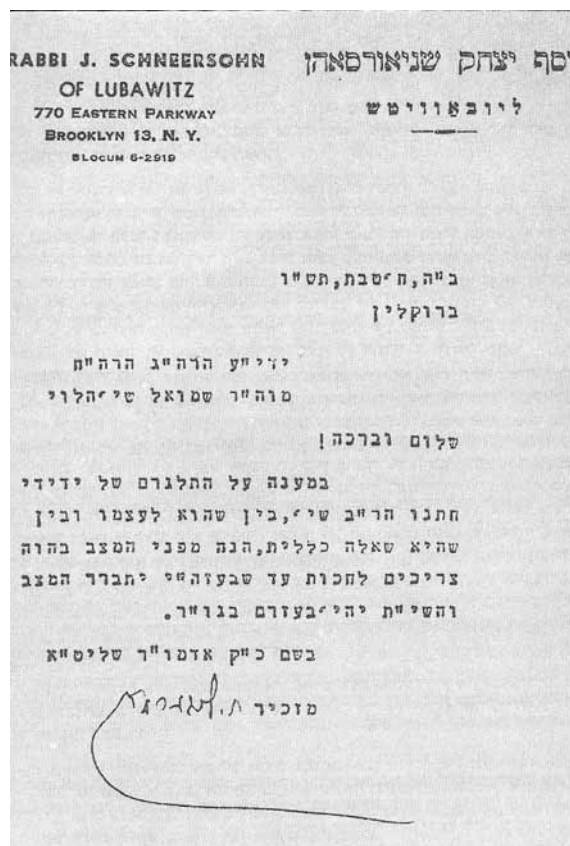 RABBI J. SCHNEERSOHN
OF LUBAWITZ
770 EASTERN PARKWAY
BROOKLYN 13, N. Y.
SLOCUM 6-2919
יוסף יצחק שניאורסאהן
ליובאוויטש
ב"ה,ח'טבת,תש"ו
ברוקלין
ידי"ע הרה"ג הרה"ח
מוה"ר שמואל שי'הלוי
שלום וברכה!
במענה על התלגרם של ידידי
חתנו הר"ב שי',בין שהוא לעצמו ובין
שהיא שאלה כללית,הנה מפני המצב בהוה
צריכים לחכות עד שבעזהי"י יתברר המצב
והשי"ת יהי'בעזרם בגו"ר.
בשם כ"ק אדמו"ר שליט"א
מזכיר